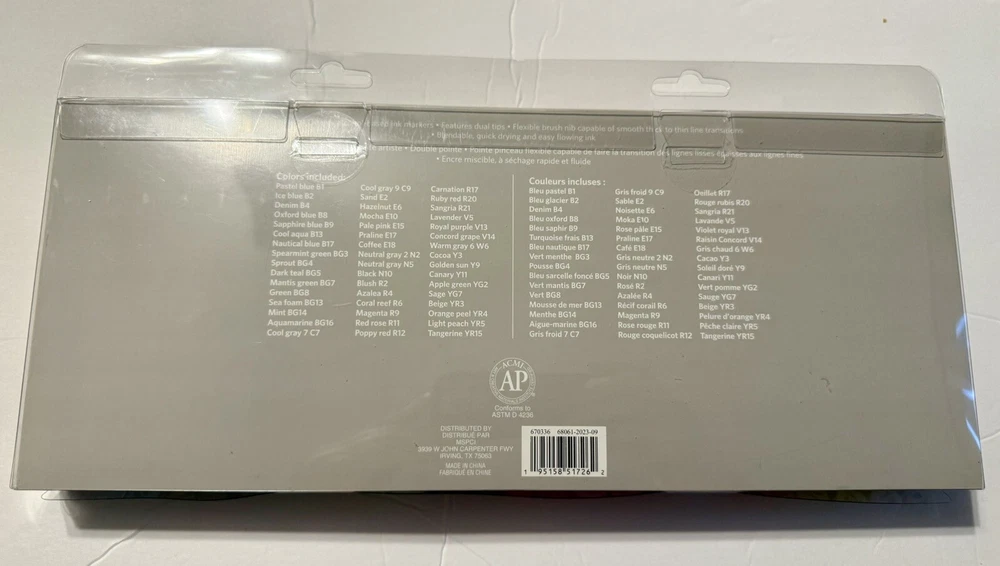 ink markers • Features dual tips • Flexible brush nib capable of smooth thick to thin line transitions
• Blendable, quick drying and easy flowing ink
artiste • Double pointe • Pointe pinceau flexible capable de faire la transition des lignes lisses aux lignes fines
• Encre miscible, à séchage rapide et fluide
Colors included:
Pastel blue B1
Ice blue B2
Denim B4
Oxford blue B8
Sapphire blue B9
Cool aqua B13
Nautical blue B17
Spearmint green BG3
Sprout BG4
Dark teal BG5
Mantis green BG7
Green BG8
Sea foam BG13
Mint BG14
Aquamarine BG16
Cool gray 7 C7
Cool gray 9 C9
Sand E2
Hazelnut E6
Mocha E10
Pale pink E15
Praline E17
Coffee E18
Neutral gray 2 N2
Neutral gray N5
Black N10
Blush R2
Azalea R4
Coral reef R6
Magenta R9
Red rose R11
Poppy red R12
Carnation R17
Ruby red R20
Sangria R21
Lavender V5
Royal purple V13
Concord grape V14
Warm gray 6 W6
Cocoa Y3
Golden sun Y9
Canary Y11
Apple green YG2
Sage YG7
Beige YR3
Orange peel YR4
Light peach YR5
Tangerine YR15
Couleurs incluses :
Bleu pastel B1
Bleu glacier B2
Denim B4
Bleu oxford B8
Bleu saphir B9
Turquoise frais B13
Bleu nautique B17
Vert menthe BG3
Pousse BG4
Bleu sarcelle foncé BG5
Vert mantis BG7
Vert BG8
Mousse de mer BG13
Menthe BG14
Aigue-marine BG16
Gris froid 7 C7
Gris froid 9 C9
Sable E2
Noisette E6
Moka E10
Rose pâle E15
Praline E17
Café E18
Gris neutre 2 N2
Gris neutre N5
Noir N10
Rosé R2
Azalée R4
Récif corail R6
Magenta R9
Rose rouge R11
Rouge coquelicot R12
Oeillut R17
Rouge rubis R20
Sangria R21
Lavande V5
Violet royal V13
Raisin Concord V14
Gris chaud 6 W6
Cacao Y3
Soleil doré Y9
Canari Y11
Vert pomme YG2
Sauge YG7
Beige YR3
Pelure d'orange YR4
Pêche claire YR5
Tangerine YR15
ACMI
AP
Conforms to
ASTM D 4236
DISTRIBUTED BY
DISTRIBUÉ PAR
MSPCI
3939 W JOHN CARPENTER FWY
IRVING, TX 75063
MADE IN CHINA
FABRIQUÉ EN CHINE
670336 68061-2023-09
1 95158 51726 2